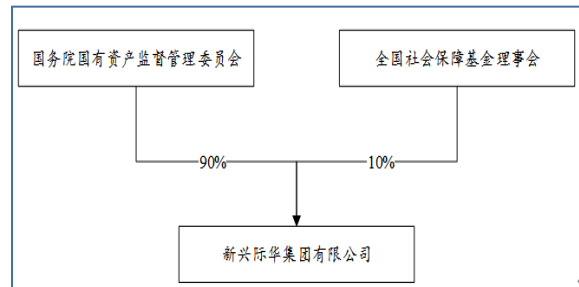 国务院国有资产监督管理委员会
全国社会保障基金理事会
90%
10%
新兴际华集团有限公司